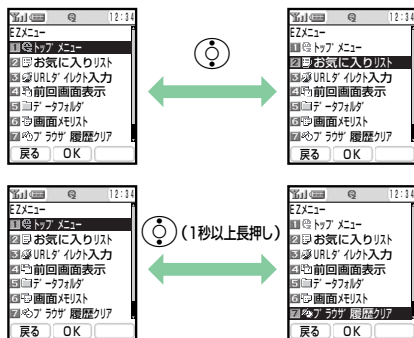 12:34
EZメニュー
1 トップメニュー
2 お気に入りリスト
3 URLダイレクト入力
4 前回画面表示
5 データフォルダ
6 画面メモリスト
7 ブラウザ履歴クリア
戻る OK
12:34
EZメニュー
1 トップメニュー
2 お気に入りリスト
3 URLダイレクト入力
4 前回画面表示
5 データフォルダ
6 画面メモリスト
7 ブラウザ履歴クリア
戻る OK
12:34
EZメニュー
1 トップメニュー
2 お気に入りリスト
3 URLダイレクト入力
4 前回画面表示
5 データフォルダ
6 画面メモリスト
7 ブラウザ履歴クリア
戻る OK
(1秒以上長押し)
12:34
EZメニュー
1 トップメニュー
2 お気に入りリスト
3 URLダイレクト入力
4 前回画面表示
5 データフォルダ
6 画面メモリスト
7 ブラウザ履歴クリア
戻る OK